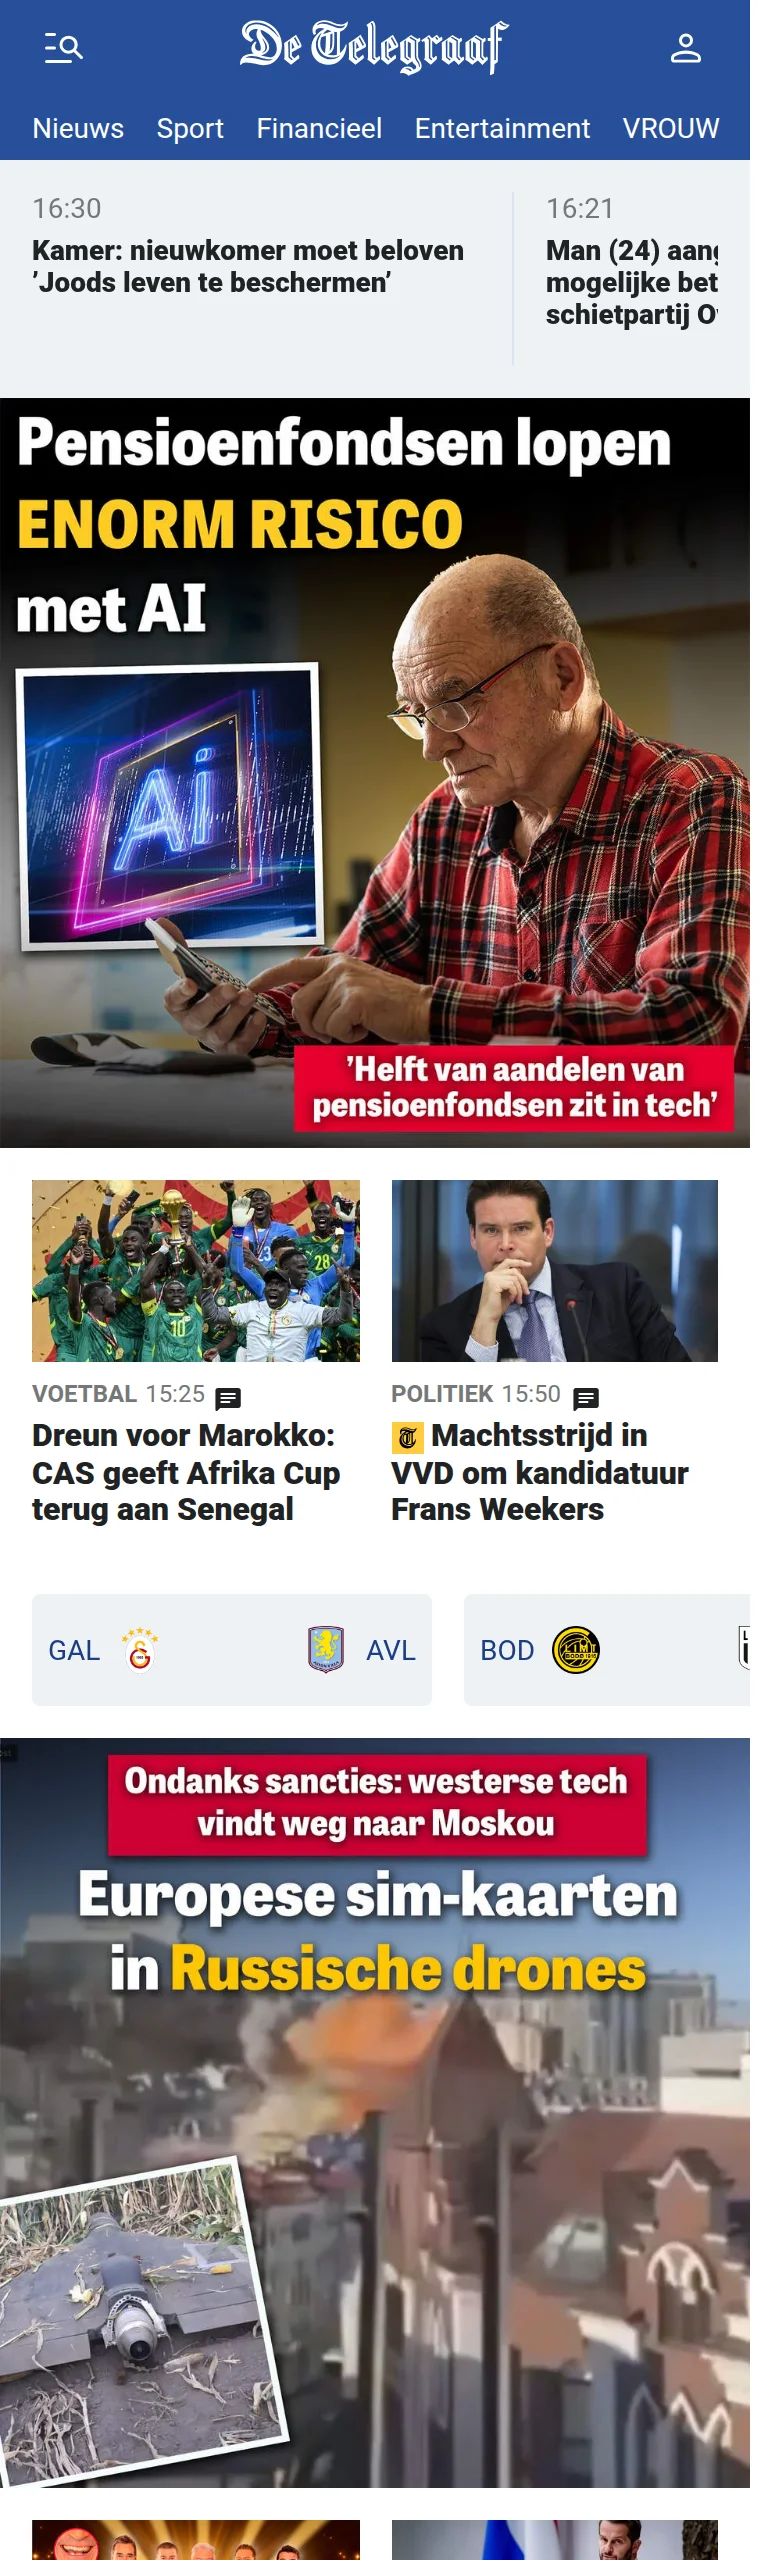 De Telegraaf
Nieuws Sport Financieel Entertainment VROUW
16:30
Kamer: nieuwkomer moet beloven
’Joods leven te beschermen’
16:21
Man (24)
mogelijke
schietpartij
Pensioenfondsen lopen
ENORM RISICO
met AI
Ai
’Helft van aandelen van
pensioenfondsen zit in tech’
VOETBAL 15:25
Dreun voor Marokko:
CAS geeft Afrika Cup
terug aan Senegal
POLITIEK 15:50
Machtsstrijd in
VVD om kandidatuur
Frans Weekers
GAL AVL
BOD
Ondanks sancties: westerse tech
vindt weg naar Moskou
Europese sim-kaarten
in Russische drones